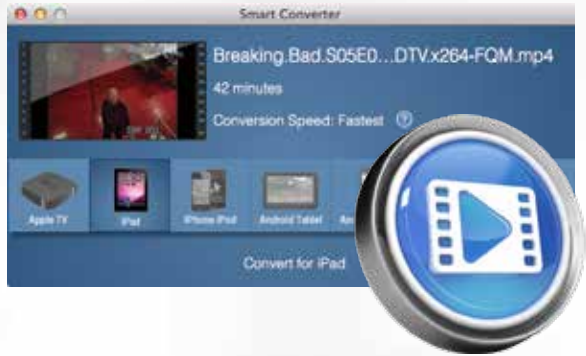 Smart Converter
Breaking.Bad.S05E0...DTV.x264-FQM.mp4
42 minutes
Conversion Speed: Fastest ?
Apple TV
iPad
iPhone iPod
Android Tablet
Convert for iPad